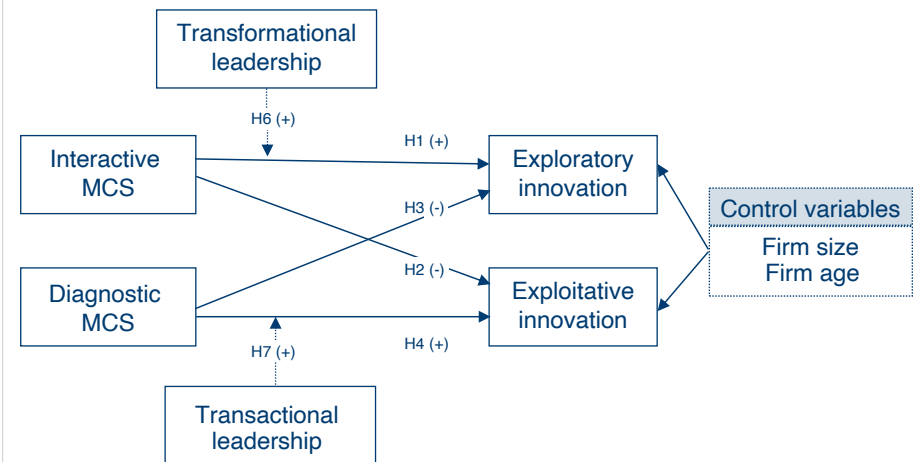 Transformational
leadership
H6 (+)
H1 (+)
Interactive
MCS
Exploratory
innovation
H3 (-)
Control variables
Firm size
Firm age
H2 (-)
Diagnostic
MCS
Exploitative
innovation
H7 (+)
H4 (+)
Transactional
leadership